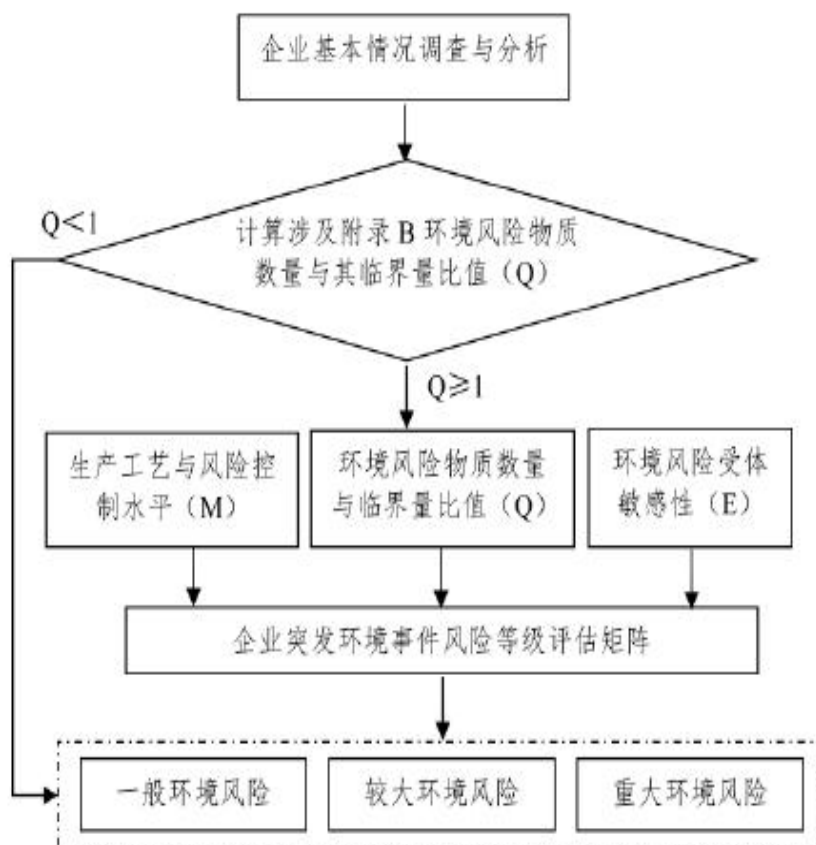 企业基本情况调查与分析
Q<1
计算涉及附录 B 环境风险物质
数量与其临界量比值（Q）
Q≥1
生产工艺与风险控
制水平（M）
环境风险物质数量
与临界量比值（Q）
环境风险受体
敏感性（E）
企业突发环境事件风险等级评估矩阵
一般环境风险
较大环境风险
重大环境风险